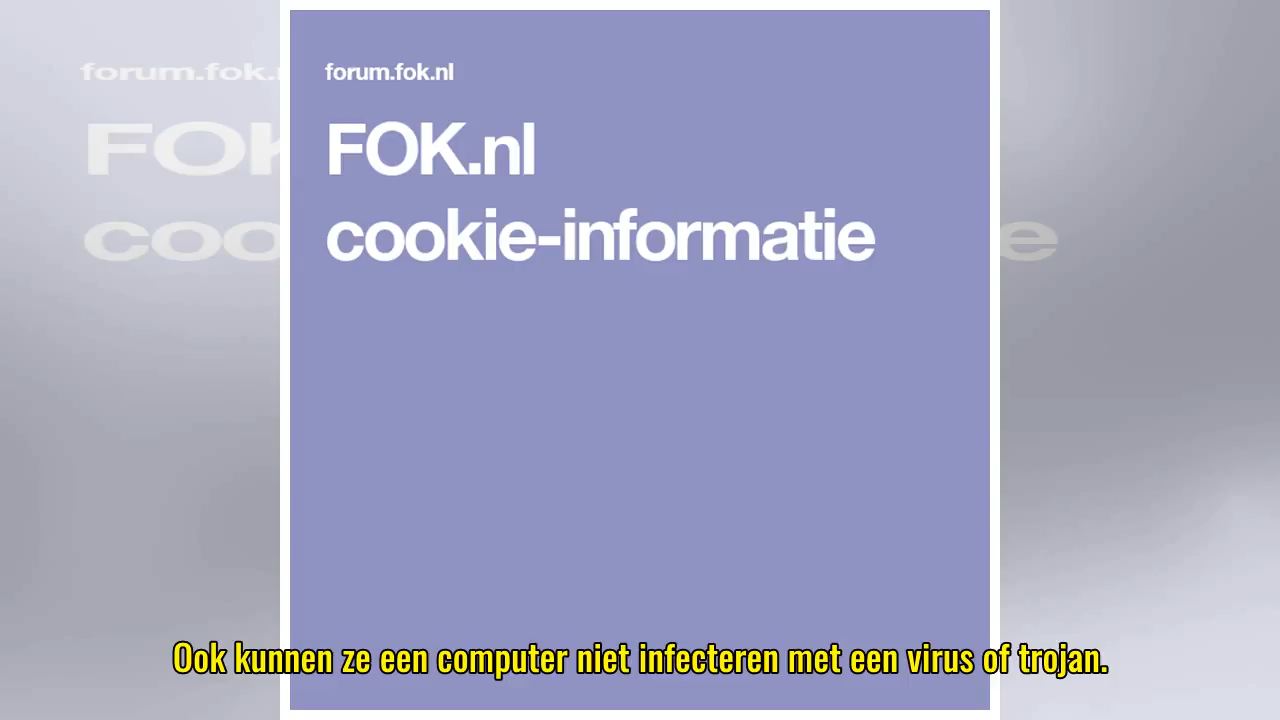 forum.fok.nl
FOK.nl
cookie-informatie
Ook kunnen ze een computer niet infecteren met een virus of trojan.